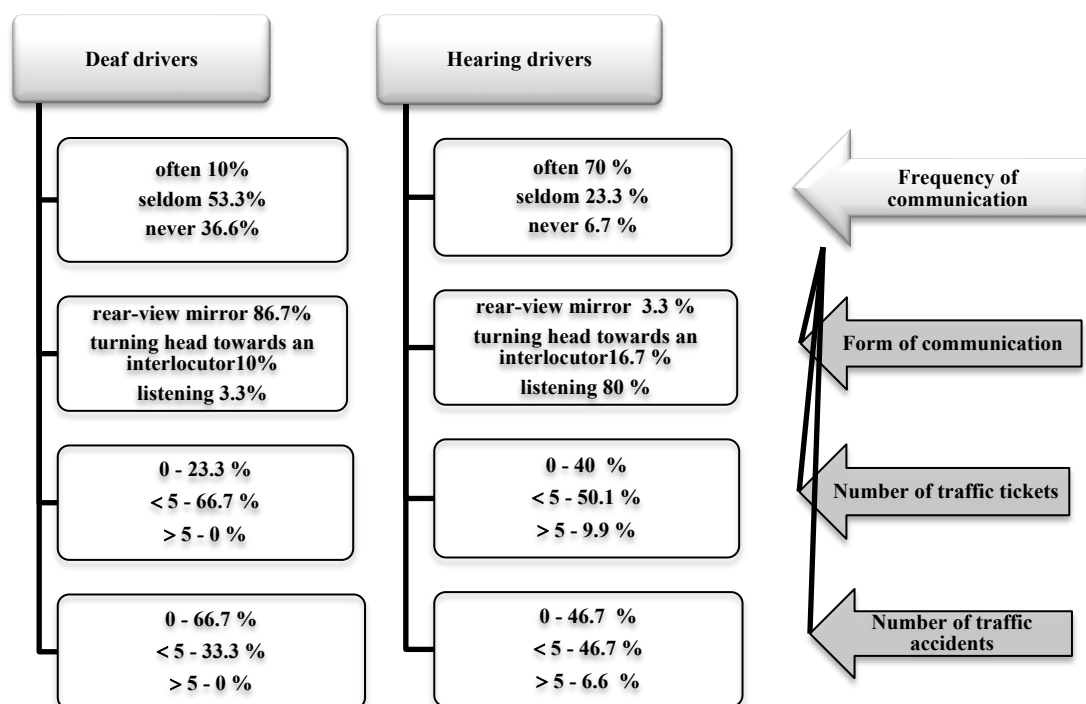 Deaf drivers
Hearing drivers
often 10%
seldom 53.3%
never 36.6%
often 70 %
seldom 23.3 %
never 6.7 %
Frequency of
communication
rear-view mirror 86.7%
turning head towards an
interlocutor10%
listening 3.3%
rear-view mirror 3.3 %
turning head towards an
interlocutor16.7 %
listening 80 %
Form of communication
0 - 23.3 %
< 5 - 66.7 %
> 5 - 0 %
0 - 40 %
< 5 - 50.1 %
> 5 - 9.9 %
Number of traffic tickets
0 - 66.7 %
< 5 - 33.3 %
> 5 - 0 %
0 - 46.7 %
< 5 - 46.7 %
> 5 - 6.6 %
Number of traffic
accidents